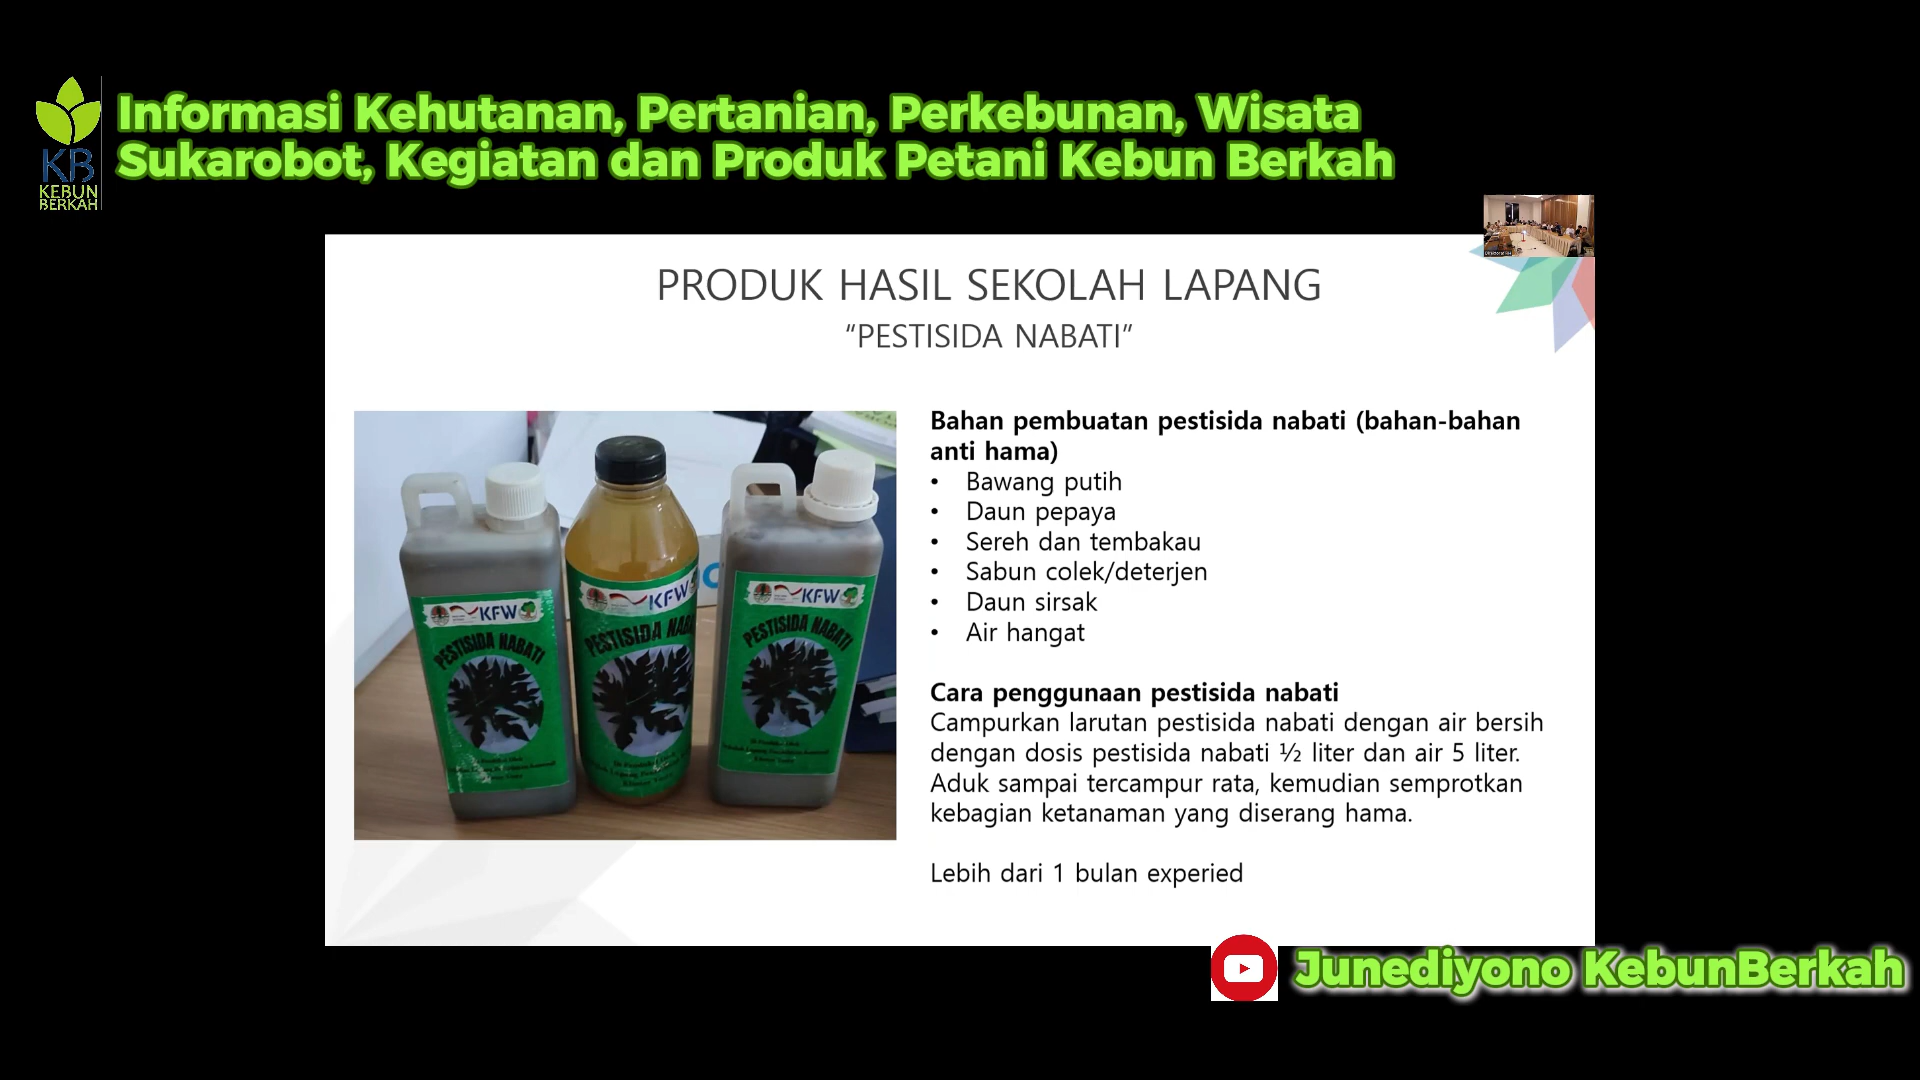 Informasi Kehutanan, Pertanian, Perkebunan, Wisata
Sukarobot, Kegiatan dan Produk Petani Kebun Berkah
KB
KEBUN
BERKAH
PRODUK HASIL SEKOLAH LAPANG
“PESTISIDA NABATI”
Bahan pembuatan pestisida nabati (bahan-bahan
anti hama)
• Bawang putih
• Daun pepaya
• Sereh dan tembakau
• Sabun colek/deterjen
• Daun sirsak
• Air hangat
Cara penggunaan pestisida nabati
Campurkan larutan pestisida nabati dengan air bersih
dengan dosis pestisida nabati ½ liter dan air 5 liter.
Aduk sampai tercampur rata, kemudian semprotkan
kebagian ketanaman yang diserang hama.
Lebih dari 1 bulan experied
KFW
PESTISIDA NABATI
KFW
PESTISIDA
KFW
PESTISIDA NABATI
Junediyono KebunBerkah